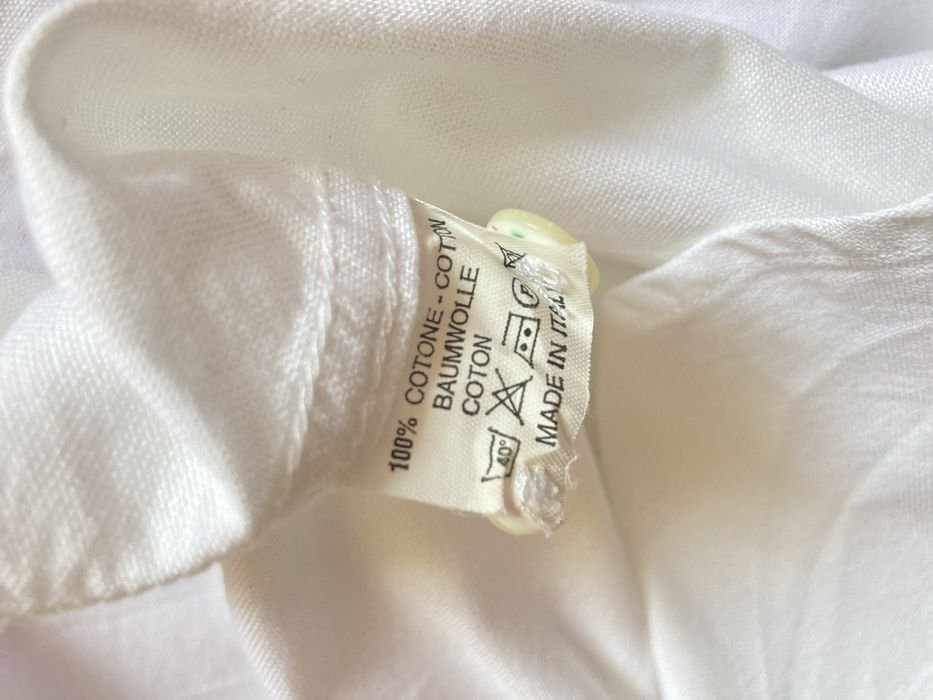 100% COTONE - COTTON
BAUMWOLLE
COTON
40° P
MADE IN ITALY